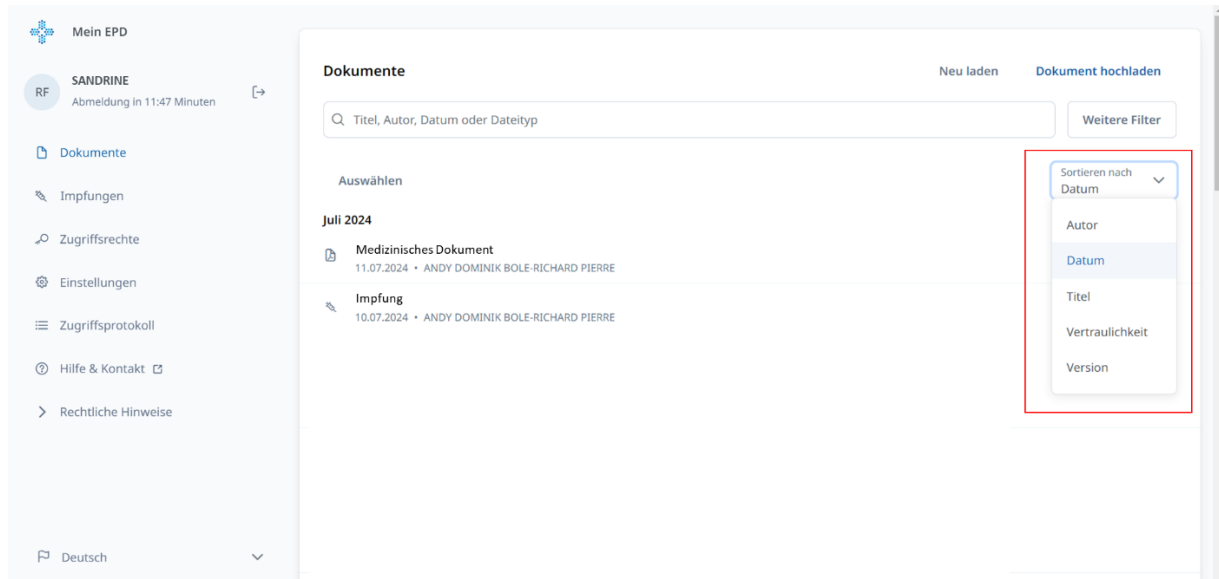 Mein EPD
RF
SANDRINE
Abmeldung in 11:47 Minuten
Dokumente
Impfungen
Zugriffsrechte
Einstellungen
Zugriffsprotokoll
Hilfe & Kontakt
Rechtliche Hinweise
Deutsch
Dokumente
Neu laden
Dokument hochladen
Titel, Autor, Datum oder Dateityp
Weitere Filter
Auswählen
Sortieren nach
Datum
Autor
Datum
Titel
Vertraulichkeit
Version
Juli 2024
Medizinisches Dokument
11.07.2024 • ANDY DOMINIK BOLE-RICHARD PIERRE
Impfung
10.07.2024 • ANDY DOMINIK BOLE-RICHARD PIERRE